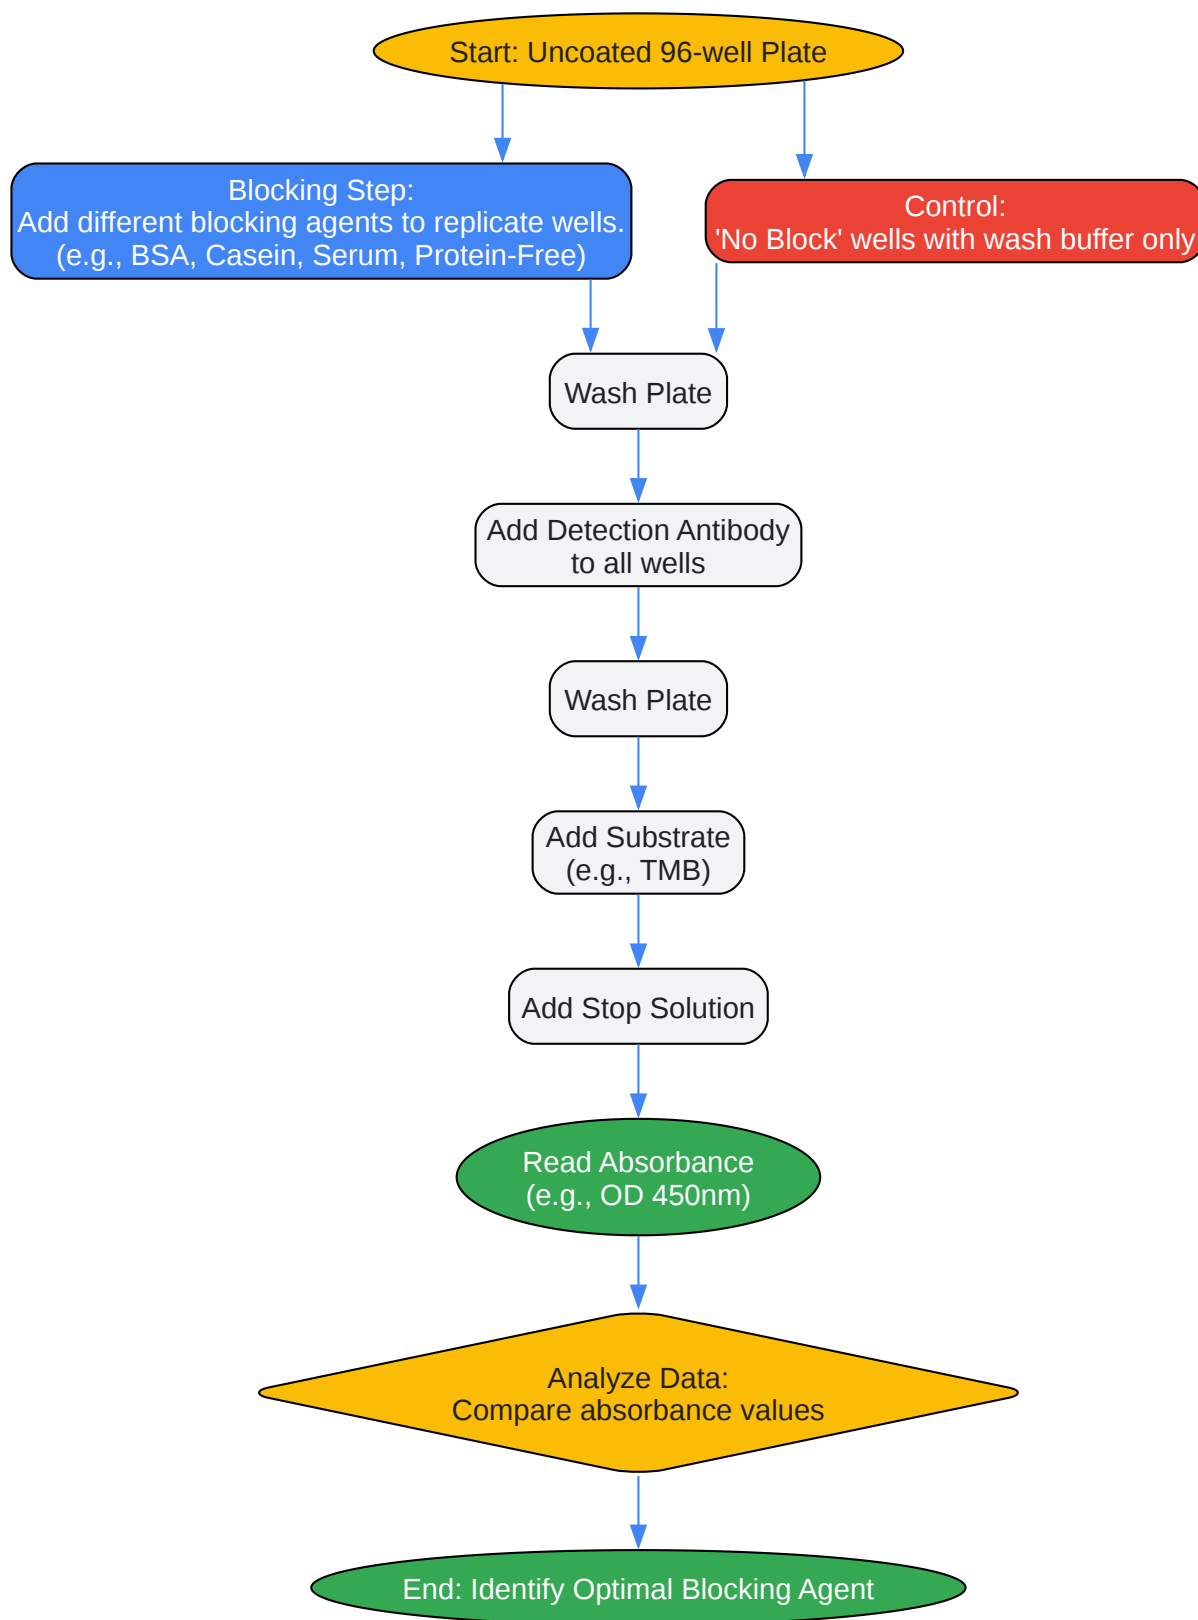 Start: Uncoated 96-well Plate
Blocking Step:
Add different blocking agents to replicate wells.
(e.g., BSA, Casein, Serum, Protein-Free)
Control:
'No Block' wells with wash buffer only
Wash Plate
Add Detection Antibody
to all wells
Wash Plate
Add Substrate
(e.g., TMB)
Add Stop Solution
Read Absorbance
(e.g., OD 450nm)
Analyze Data:
Compare absorbance values
End: Identify Optimal Blocking Agent